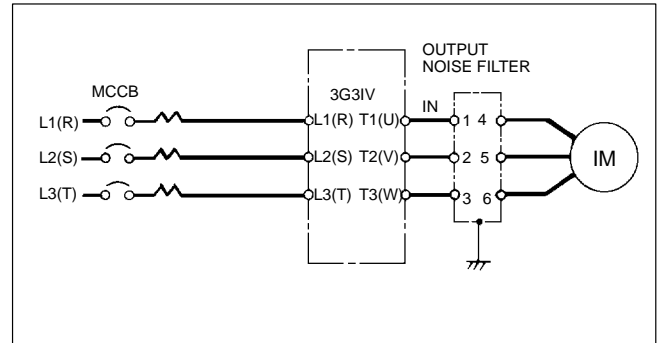 OUTPUT
NOISE FILTER
MCCB
3G3IV
IN
L1(R) L1(R) T1(U) 1 4
L2(S) L2(S) T2(V) 2 5 IM
L3(T) L3(T) T3(W) 3 6